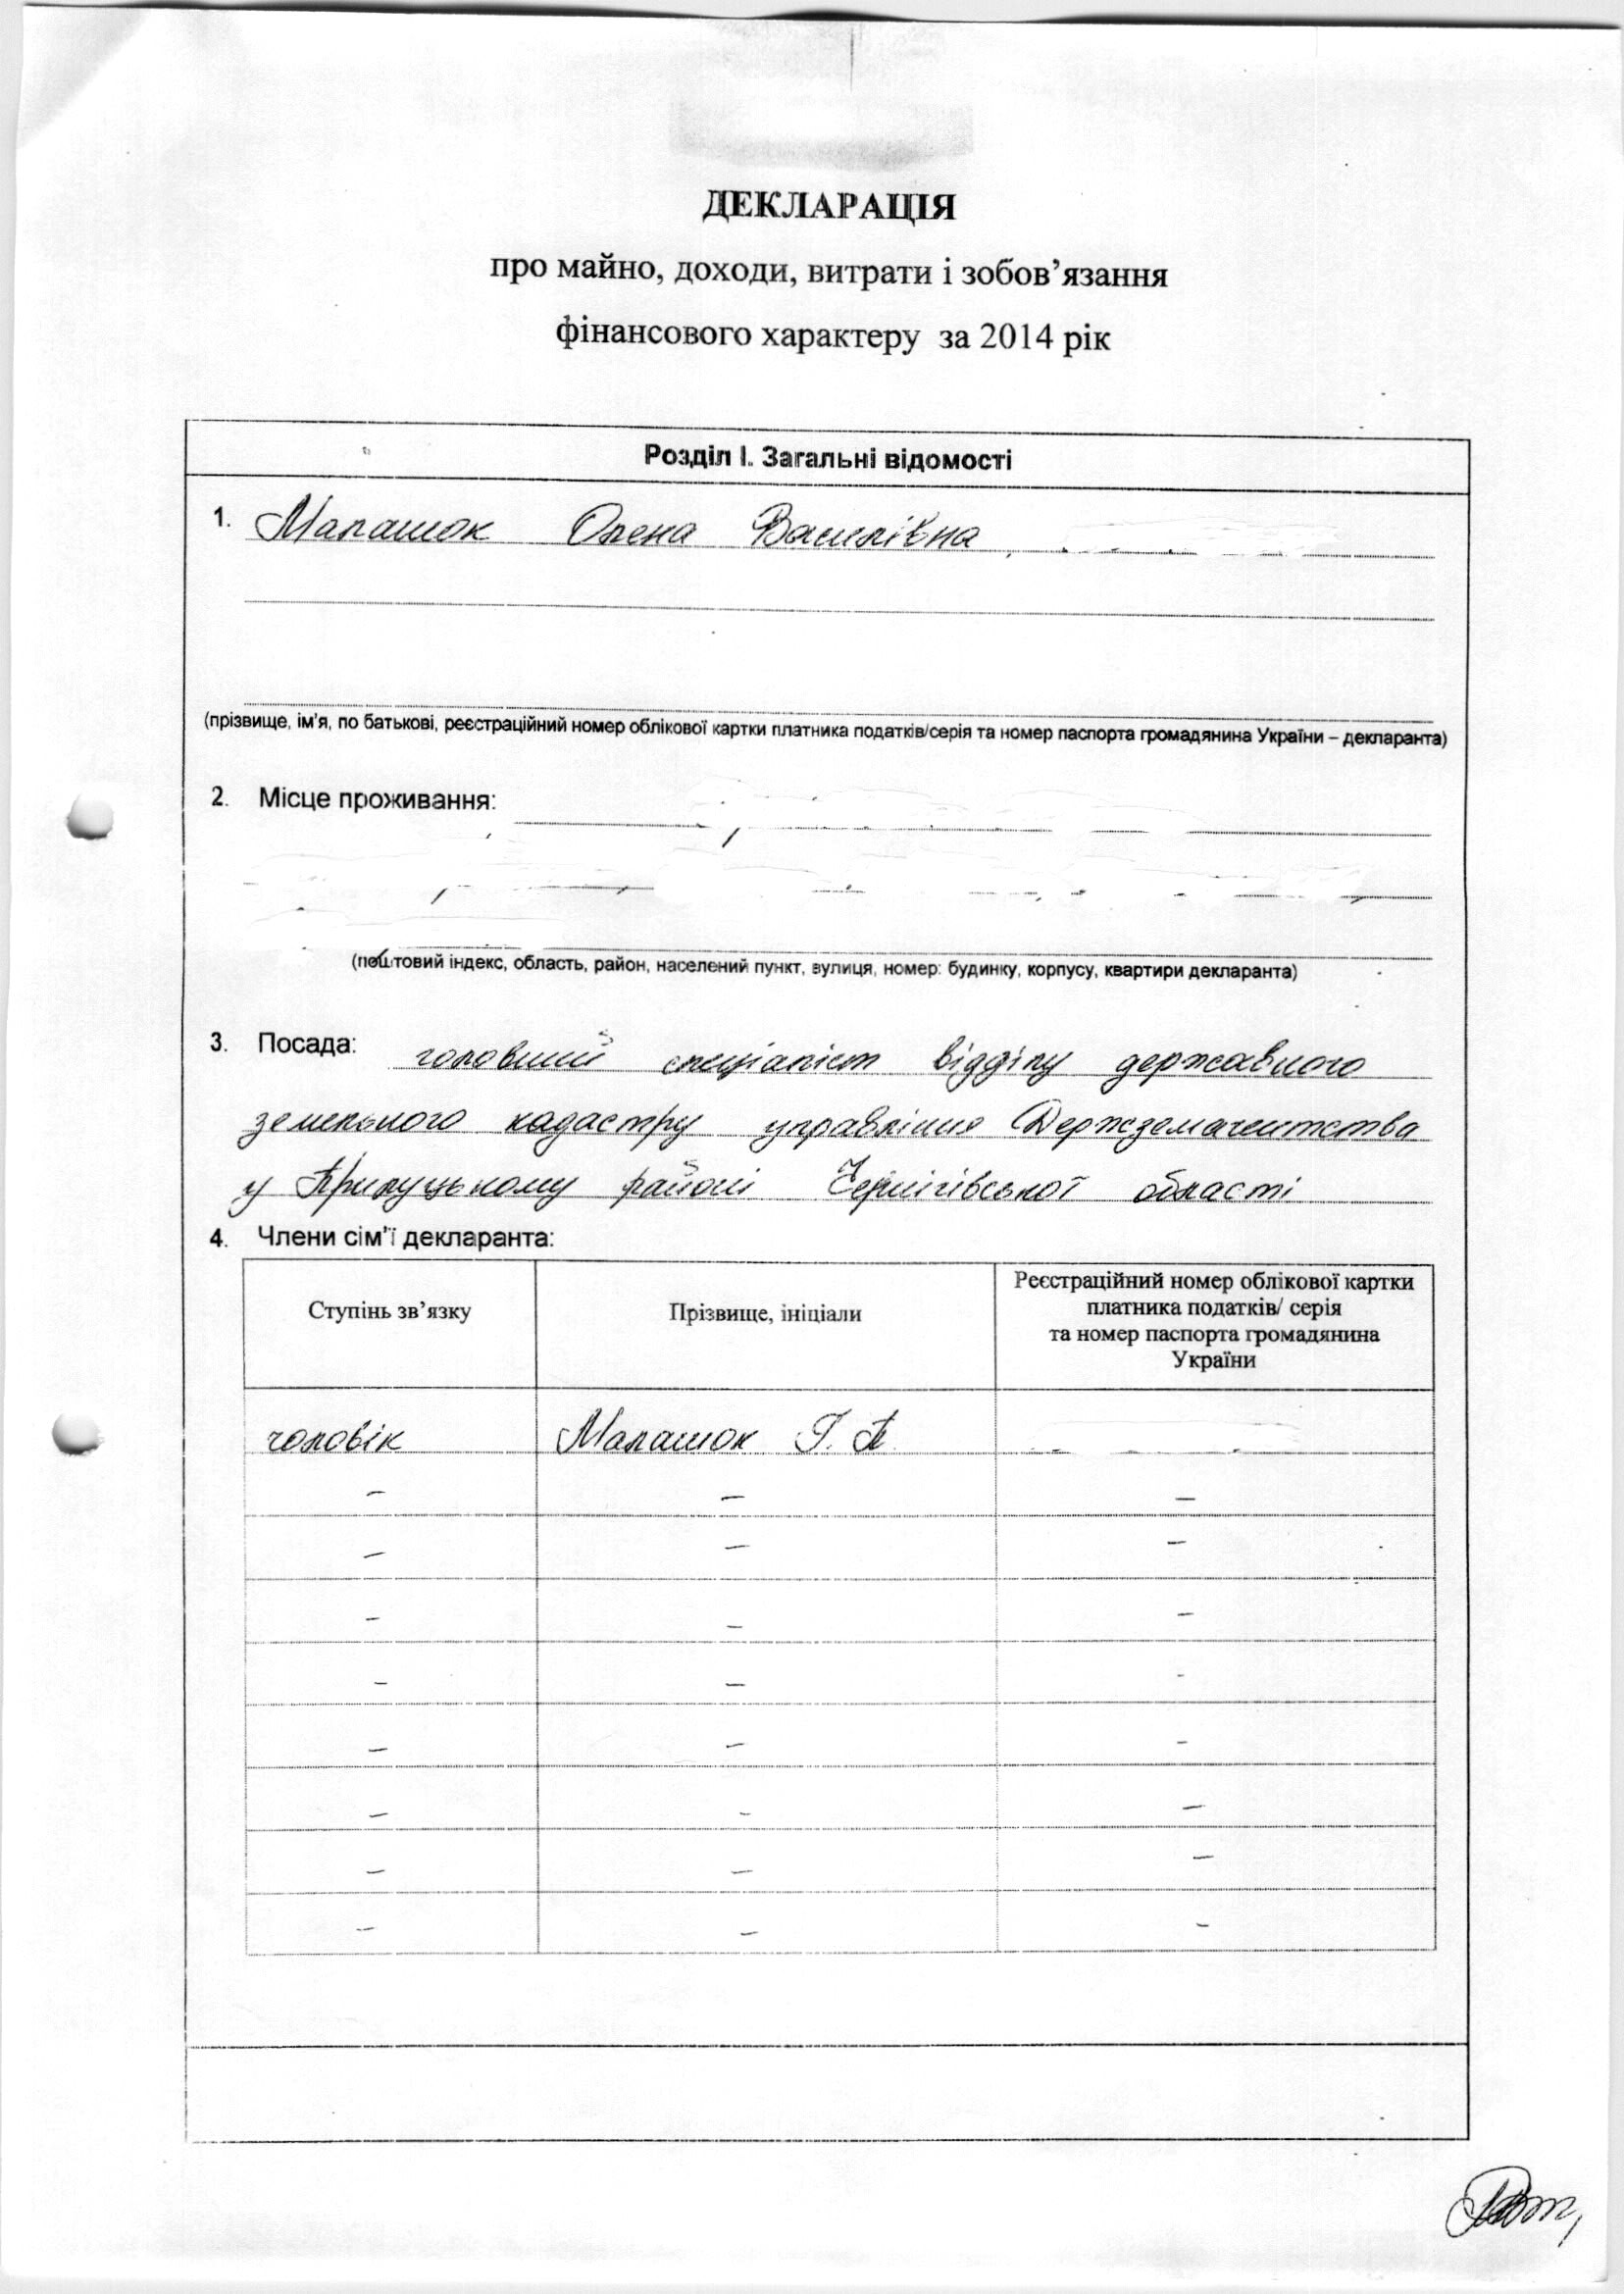 ДЕКЛАРАЦІЯ
про майно, доходи, витрати і зобов’язання
фінансового характеру за 2014 рік
Розділ І. Загальні відомості
1. Малашок Олена Василівна
(прізвище, ім’я, по батькові, реєстраційний номер облікової картки платника податків/серія та номер паспорта громадянина України – декларанта)
2. Місце проживання:
(поштовий індекс, область, район, населений пункт, вулиця, номер: будинку, корпусу, квартири декларанта)
3. Посада: головний спеціаліст відділу державного
земельного кадастру управління Держземагентства
у Прилуцькому районі Чернігівської області
4. Члени сім’ї декларанта:
Ступінь зв’язку Прізвище, ініціали Реєстраційний номер облікової картки
платника податків/ серія
та номер паспорта громадянина
України
чоловік Малашок Г. А
– – –
– – –
– – –
– – –
– – –
– – –
– – –
– – –